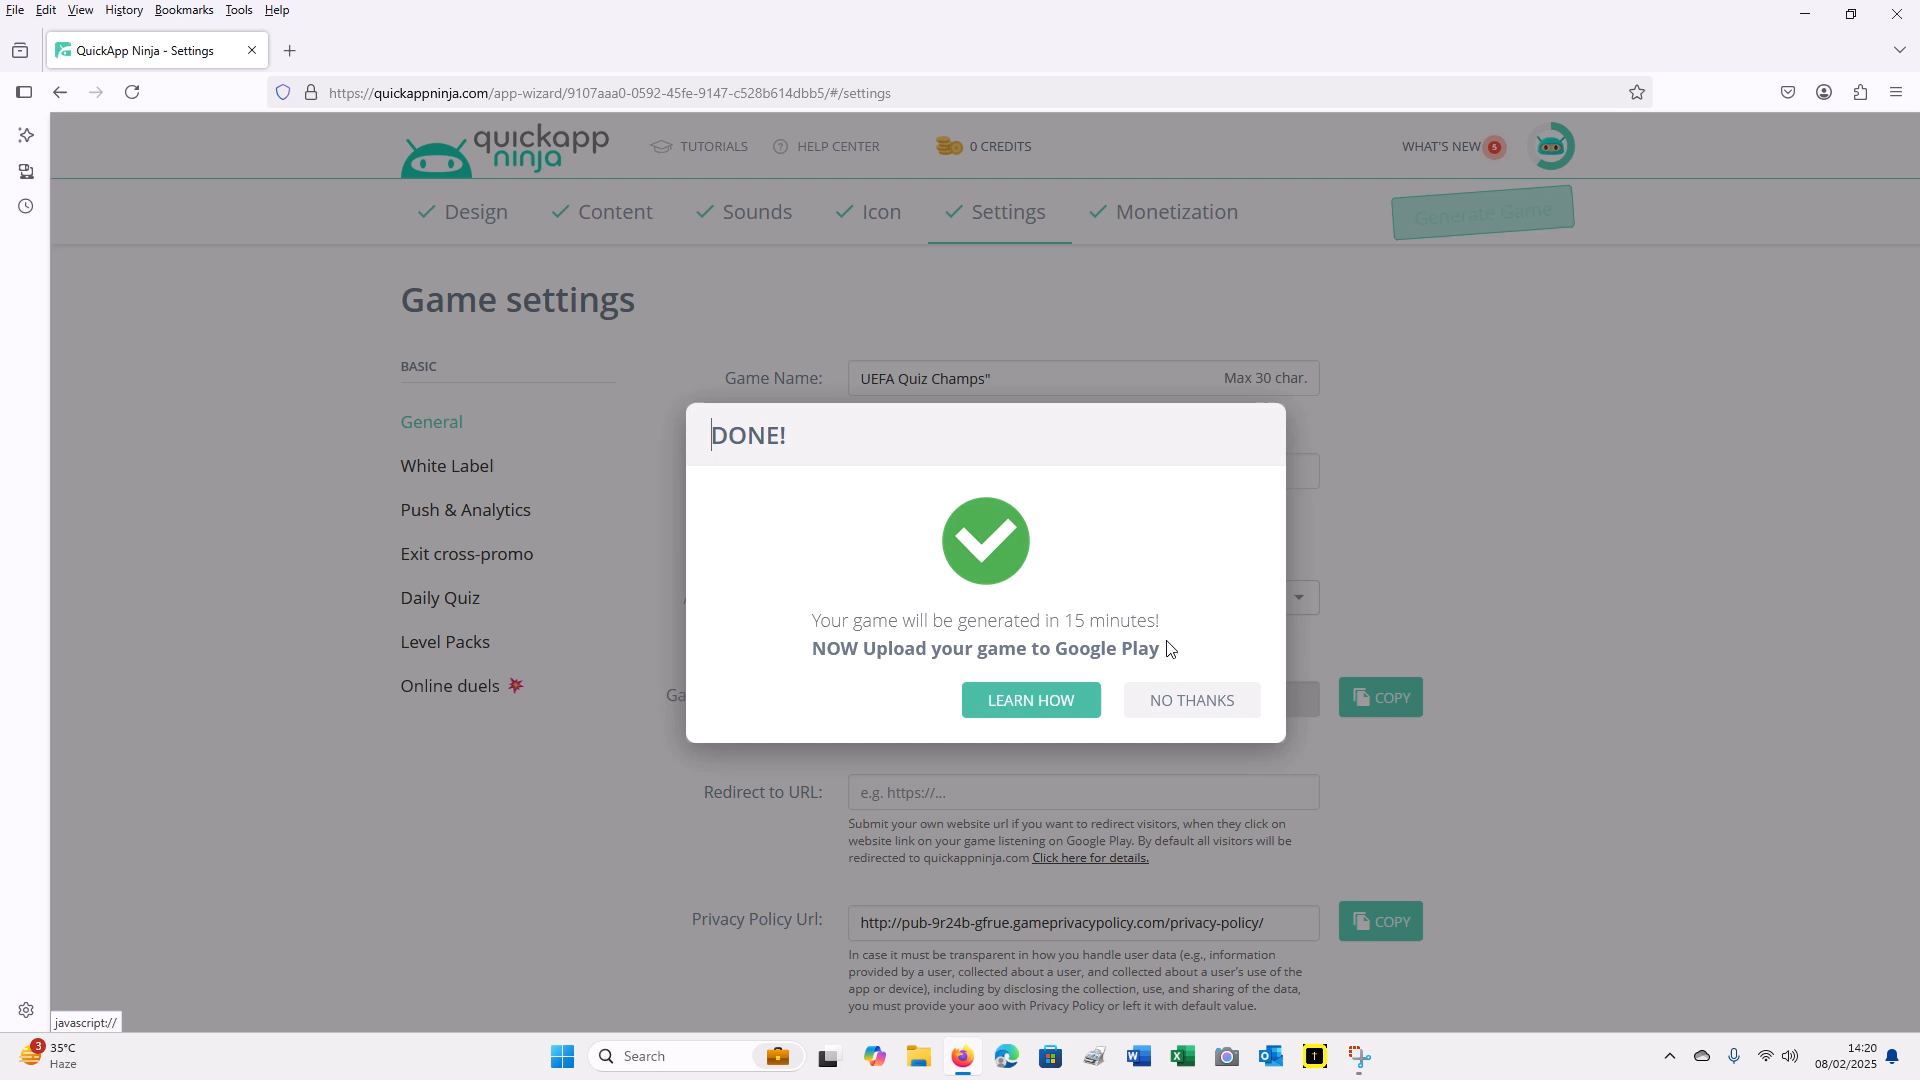 File Edit View History Bookmarks Tools Help
QuickApp Ninja - Settings
https://quickappninja.com/app-wizard/9107aaa0-0592-45fe-9147-c528b614dbb5/#/settings
quickapp
ninja
TUTORIALS
HELP CENTER
0 CREDITS
WHAT'S NEW 5
Design
Content
Sounds
Icon
Settings
Monetization
Generate Game
Game settings
BASIC
General
White Label
Push & Analytics
Exit cross-promo
Daily Quiz
Level Packs
Online duels
Game Name: UEFA Quiz Champs" Max 30 char.
DONE!
Your game will be generated in 15 minutes!
NOW Upload your game to Google Play
LEARN HOW
NO THANKS
COPY
Redirect to URL: e.g. https://...
Submit your own website url if you want to redirect visitors, when they click on
website link on your game listening on Google Play. By default all visitors will be
redirected to quickappninja.com Click here for details.
Privacy Policy Url: http://pub-9r24b-gfrue.gameprivacypolicy.com/privacy-policy/ COPY
In case it must be transparent in how you handle user data (e.g., information
provided by a user, collected about a user, and collected about a user's use of the
app or device), including by disclosing the collection, use, and sharing of the data,
you must provide your aoo with Privacy Policy or left it with default value.
javascript://
3
35°C
Haze
Search
14:20
08/02/2025